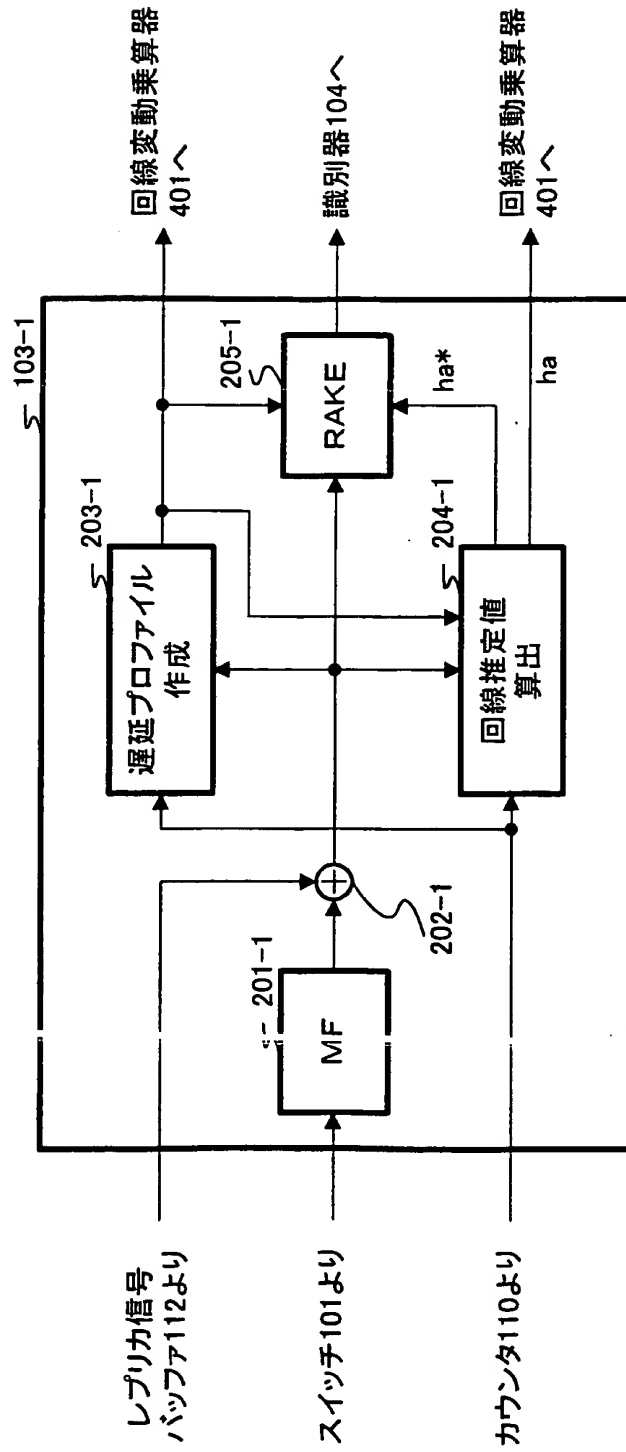 レプリカ信号
バッファ112より
スイッチ101より
カウンタ110より
103-1
MF
201-1
202-1
遅延プロファイル
作成
203-1
回線推定値
算出
204-1
RAKE
205-1
ha*
ha
回線変動乗算器
401へ
識別器104へ
回線変動乗算器
401へ